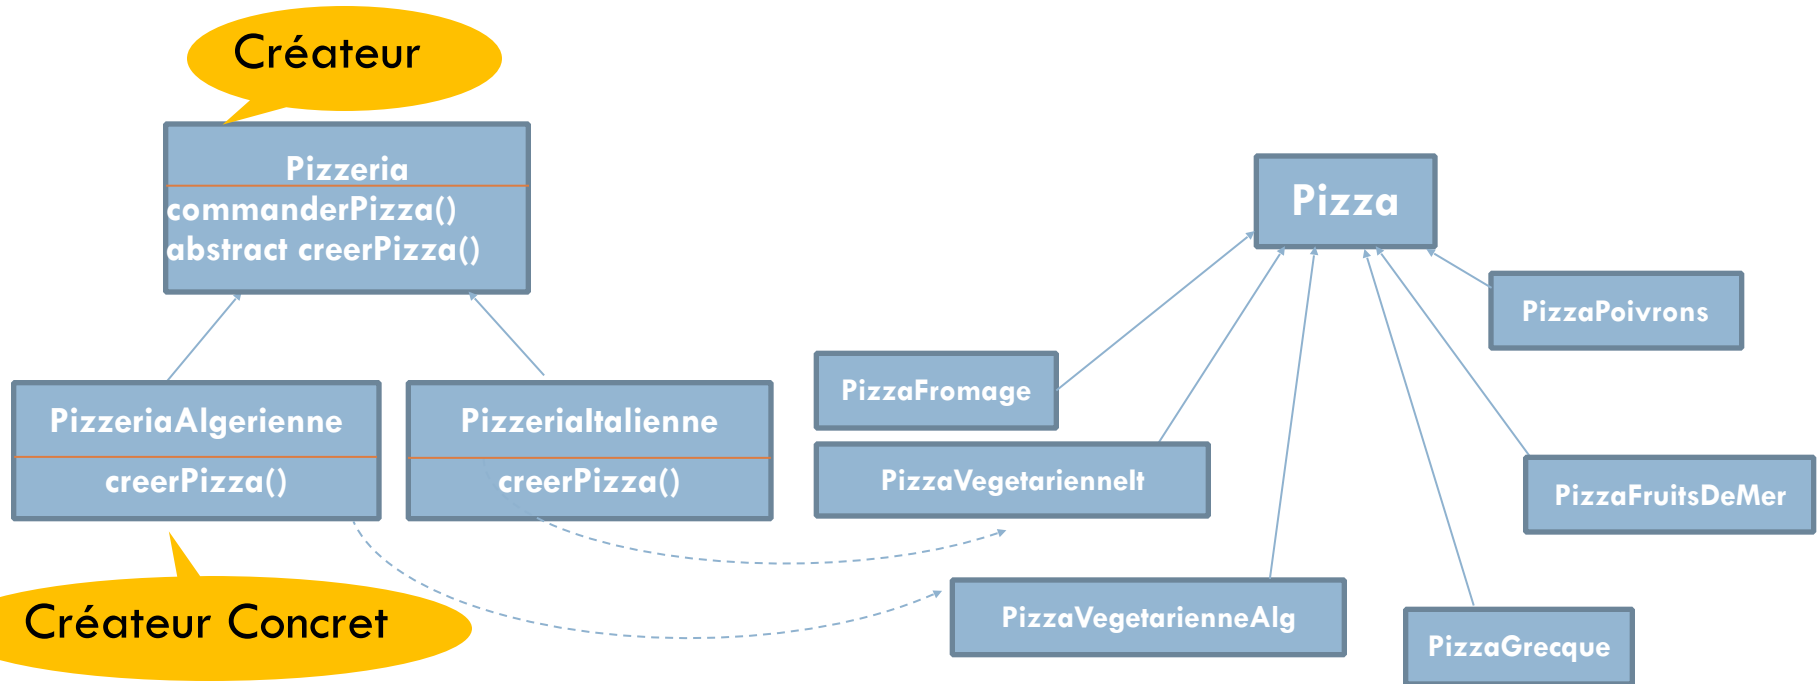 Créateur
Pizzeria
commanderPizza()
abstract creerPizza()
PizzeriaAlgerienne
creerPizza()
PizzeriaItalienne
creerPizza()
Créateur Concret
Pizza
PizzaPoivrons
PizzaFromage
PizzaVegetarienneIt
PizzaFruitsDeMer
PizzaVegetarienneAlg
PizzaGrecque